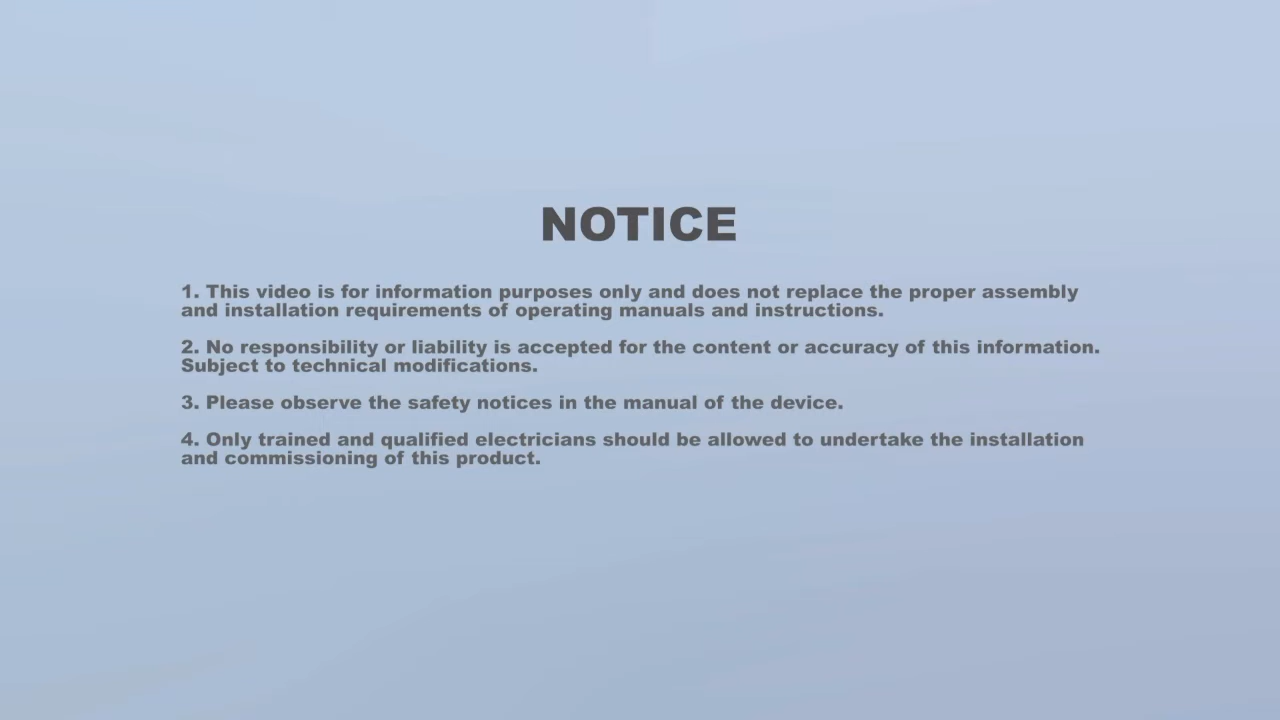 NOTICE
1. This video is for information purposes only and does not replace the proper assembly
and installation requirements of operating manuals and instructions.
2. No responsibility or liability is accepted for the content or accuracy of this information.
Subject to technical modifications.
3. Please observe the safety notices in the manual of the device.
4. Only trained and qualified electricians should be allowed to undertake the installation
and commissioning of this product.